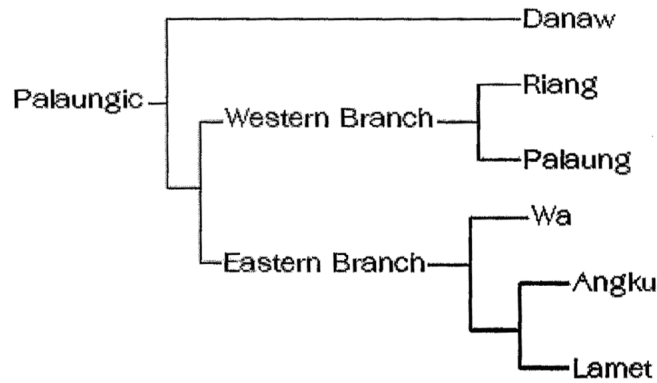 Danaw
Riang
Palaungic
Western Branch
Palaung
Wa
Eastern Branch
Angku
Lamet